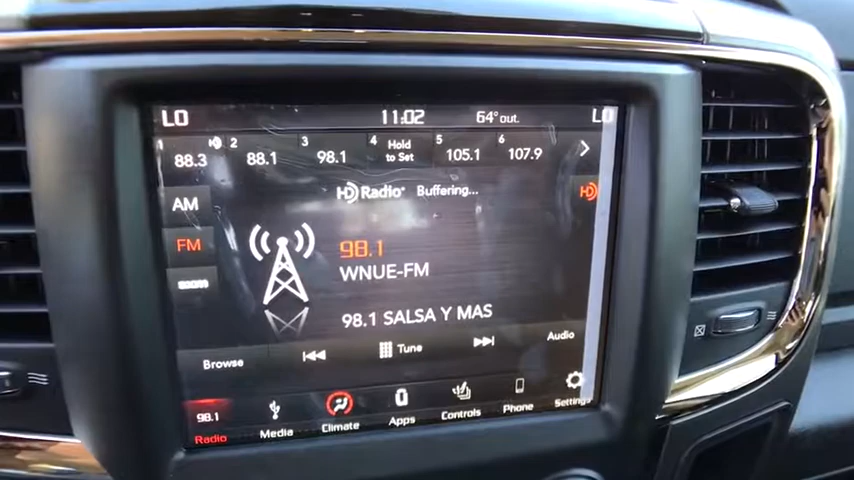 LO 11:02 64° out. LO
1 2 3 4 Hold to Set 5 6
88.3 88.1 98.1 105.1 107.9
HD Radio Buffering...
AM
HD
FM
98.1
WNUE-FM
98.1 SALSA Y MAS
Browse Tune Audio
98.1
Radio Media Climate Apps Controls Phone Settings